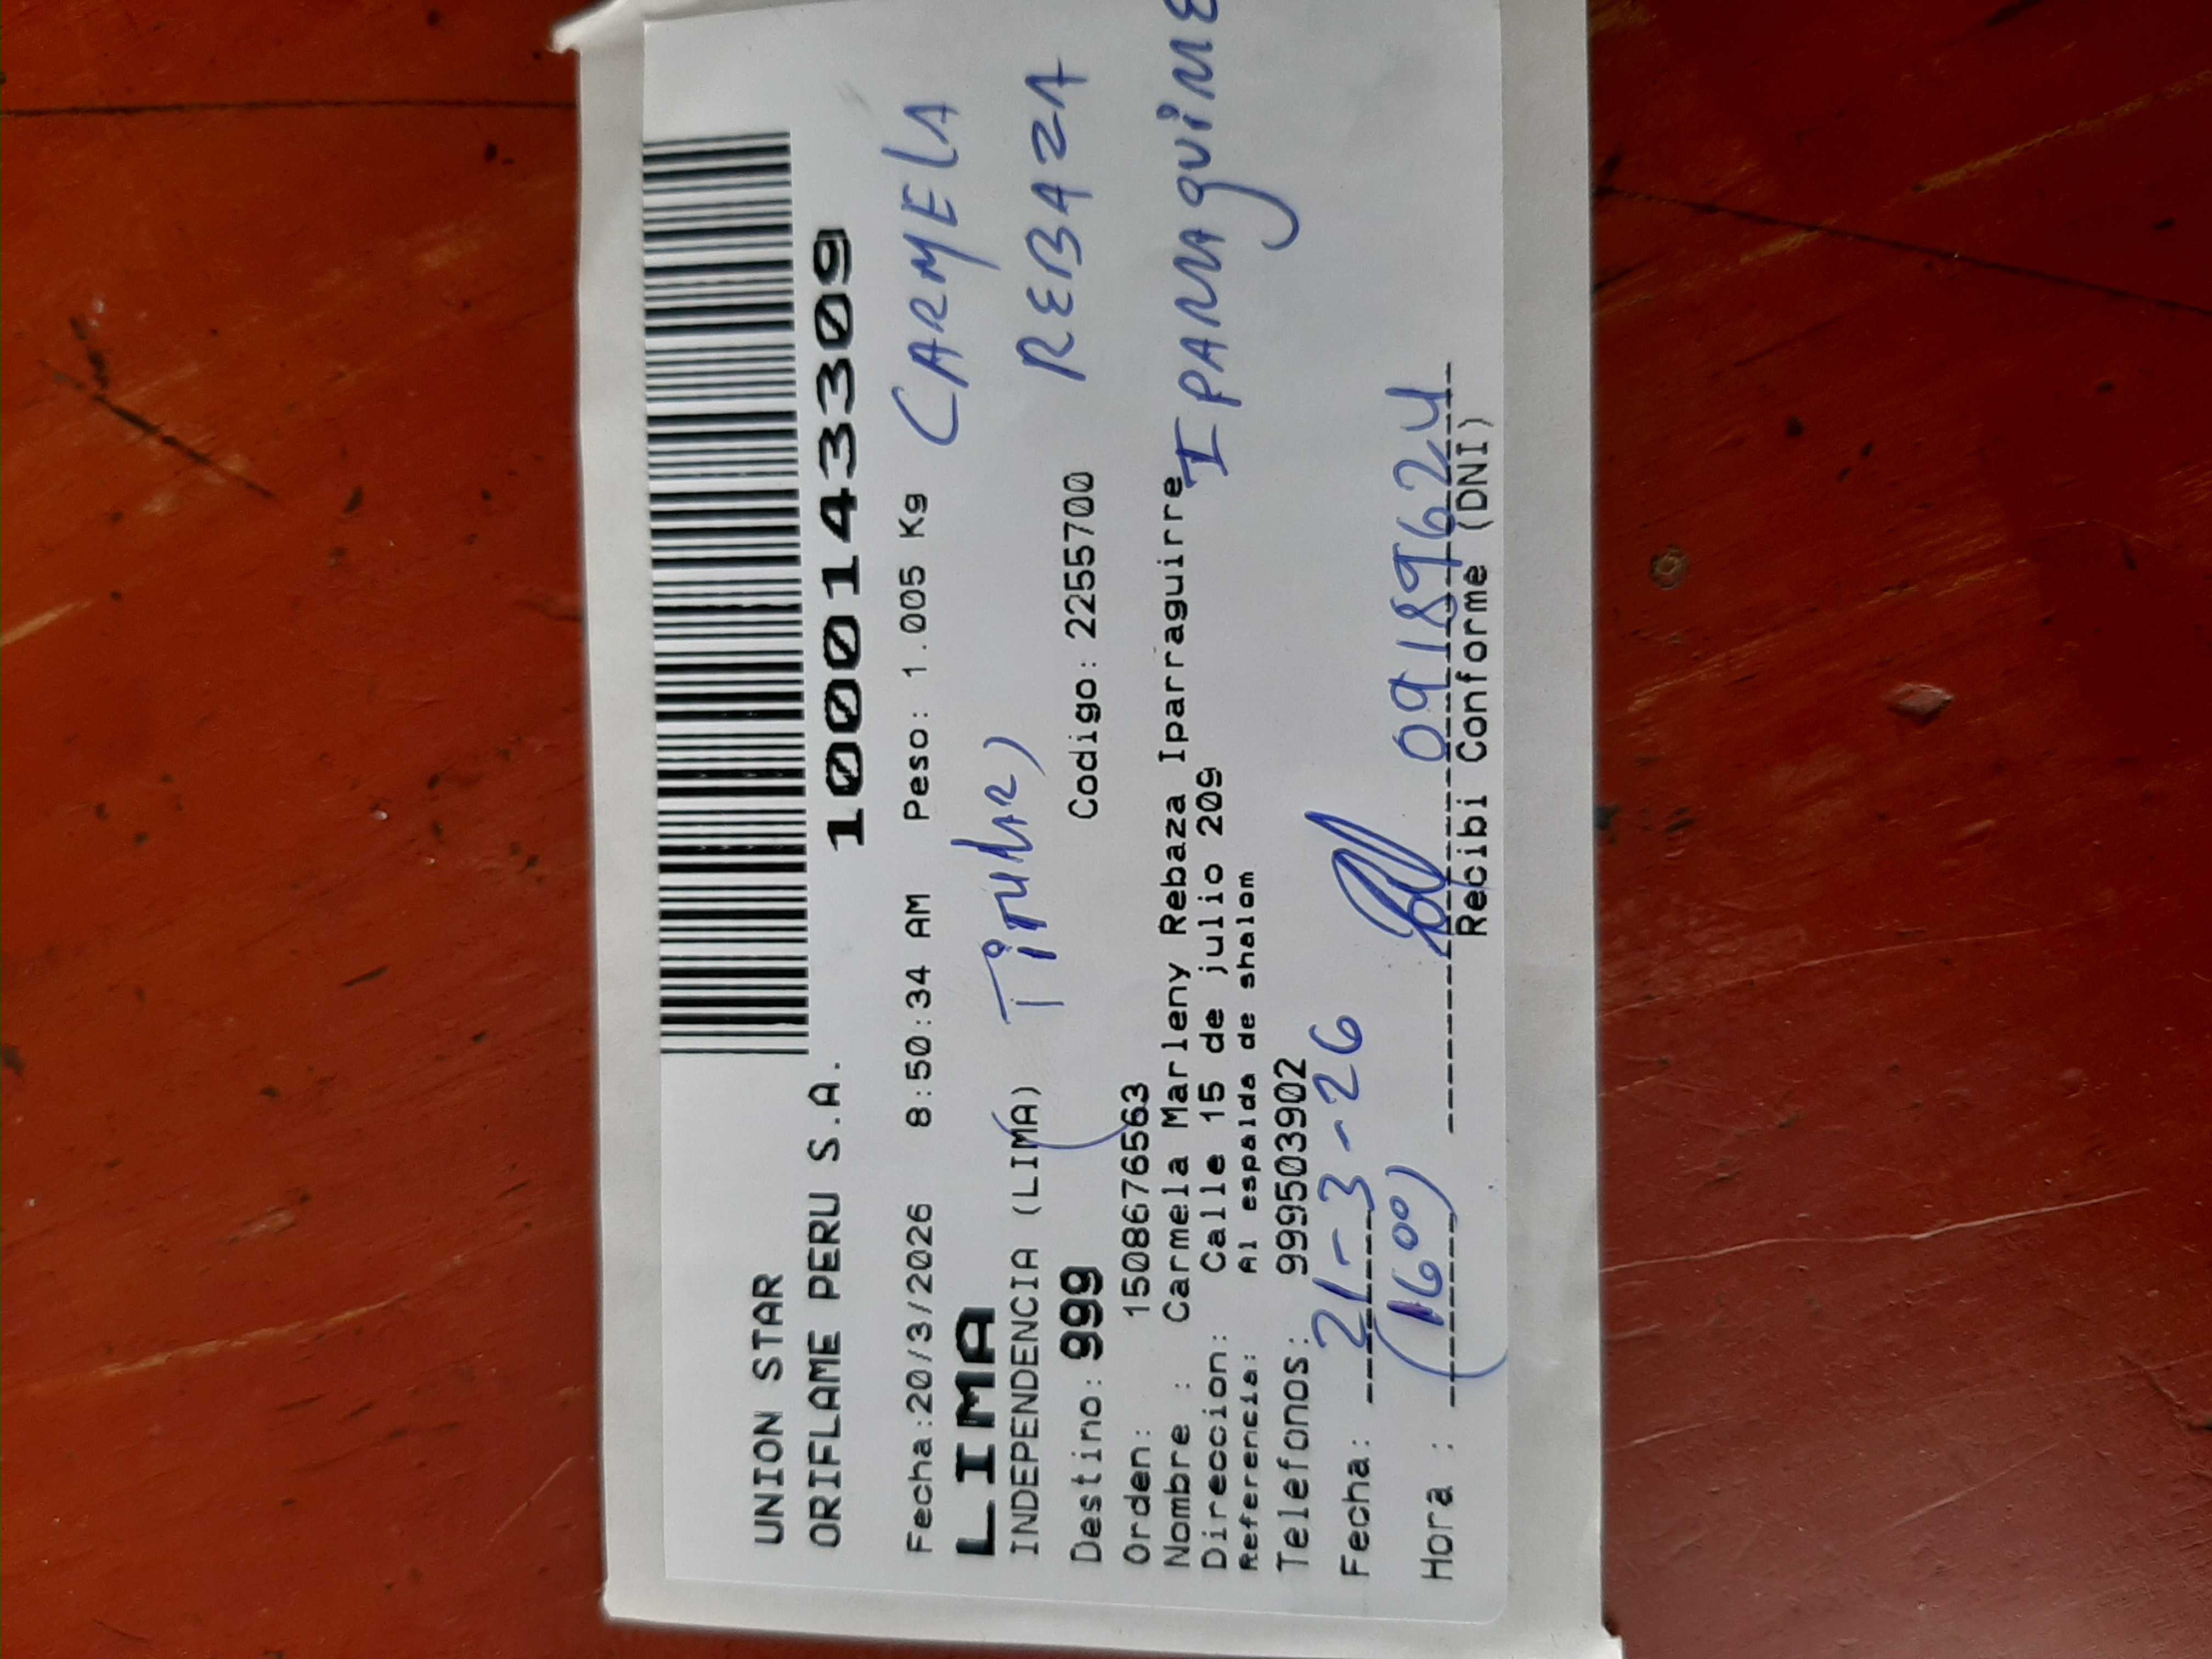 UNION STAR
ORIFLAME PERU S.A.
1000143309
Fecha:20/3/2026 8:50:34 AM Peso: 1.005 Kg
CARMELA
LIMA
INDEPENDENCIA (LIMA)
(TITULAR)
REBAZA
Destino: 999 Codigo: 2255700
Orden: 150867656​3
Nombre : Carmela Marleny Rebaza Iparraguirre
IPARRAguiRRE
Direccion: Calle 15 de julio 209
Referencia: Al espalda de shalom
Telefonos: 999503902
Fecha: 21-3-26
Hora : (1600)
09189624
Recibi Conforme (DNI)